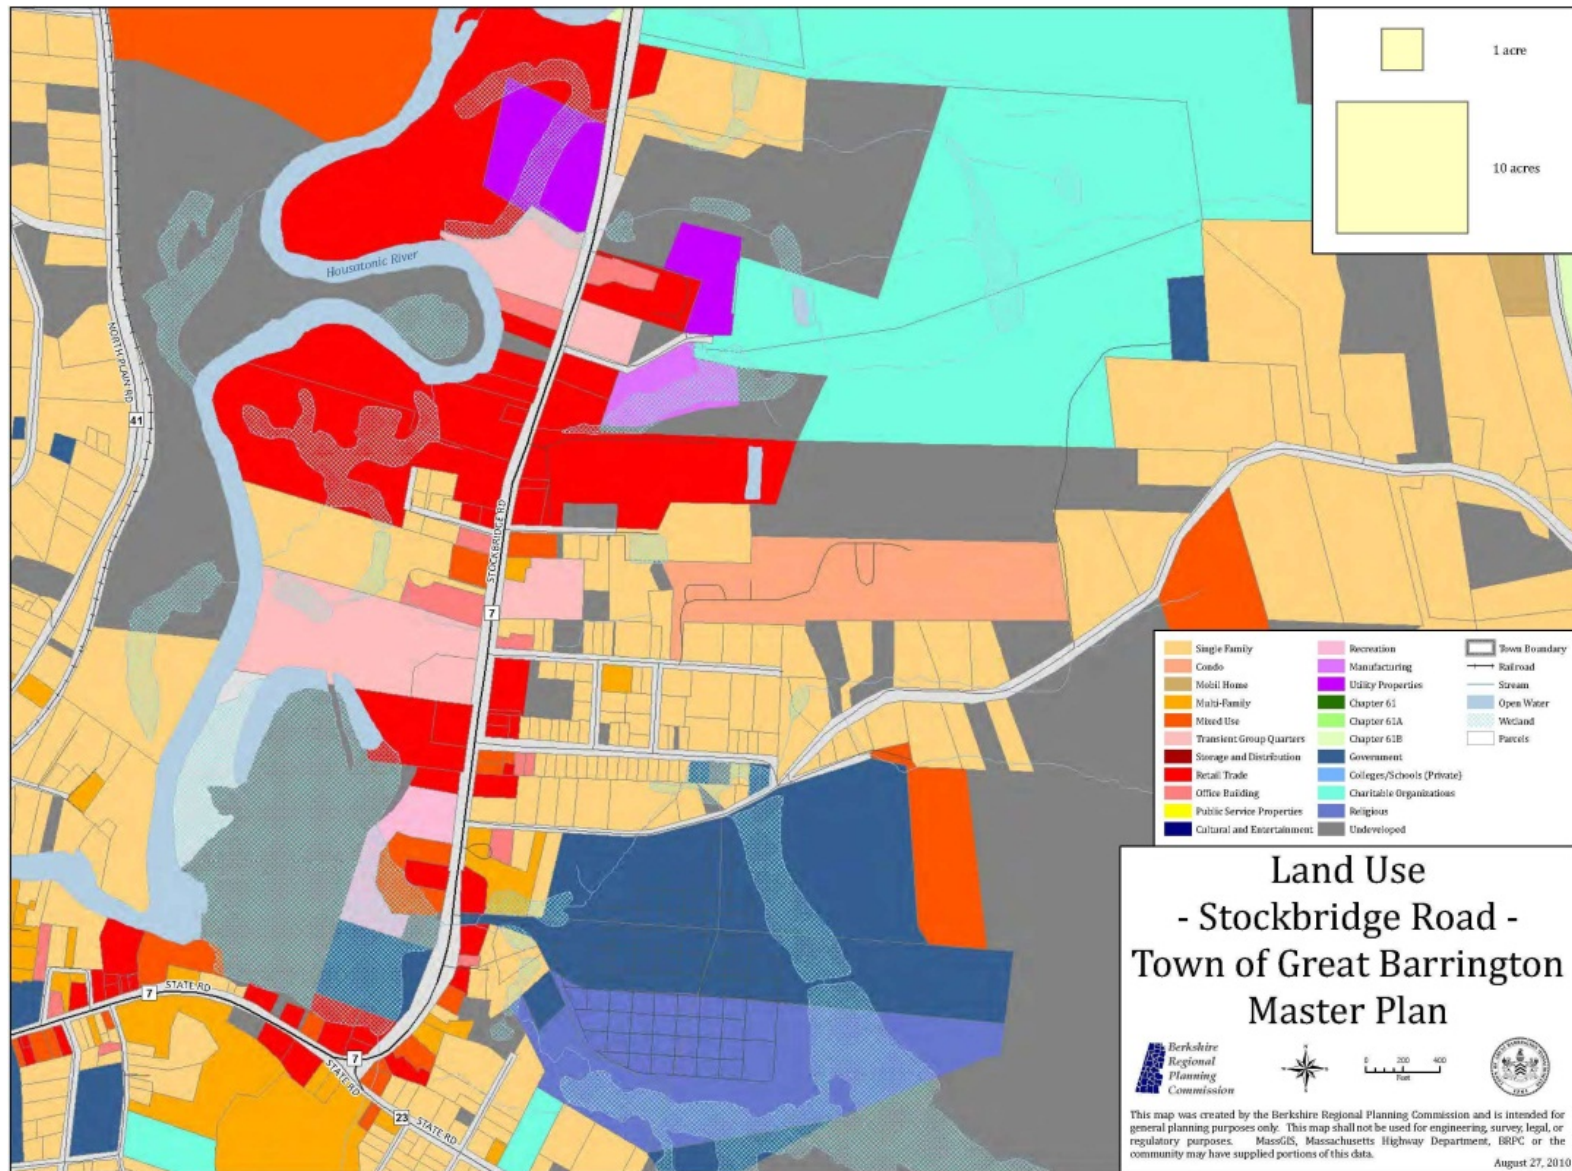 1 acre
10 acres
Housatonic River
NORTH PLAIN RD
41
STOCKBRIDGE RD
7
Single Family
Condo
Mobil Home
Multi-Family
Mixed Use
Transient Group Quarters
Storage and Distribution
Retail Trade
Office Building
Public Service Properties
Cultural and Entertainment
Recreation
Manufacturing
Utility Properties
Chapter 61
Chapter 61A
Chapter 61B
Government
Colleges/Schools (Private)
Charitable Organizations
Religious
Undeveloped
Town Boundary
Railroad
Stream
Open Water
Wetland
Parcels
7
STATE RD
7
STATE RD
23
STATE RD
Land Use
- Stockbridge Road -
Town of Great Barrington
Master Plan
Berkshire
Regional
Planning
Commission
0 200 400
Feet
This map was created by the Berkshire Regional Planning Commission and is intended for
general planning purposes only. This map shall not be used for engineering, survey, legal, or
regulatory purposes. MassGIS, Massachusetts Highway Department, BRPC or the
community may have supplied portions of this data.
August 27, 2010